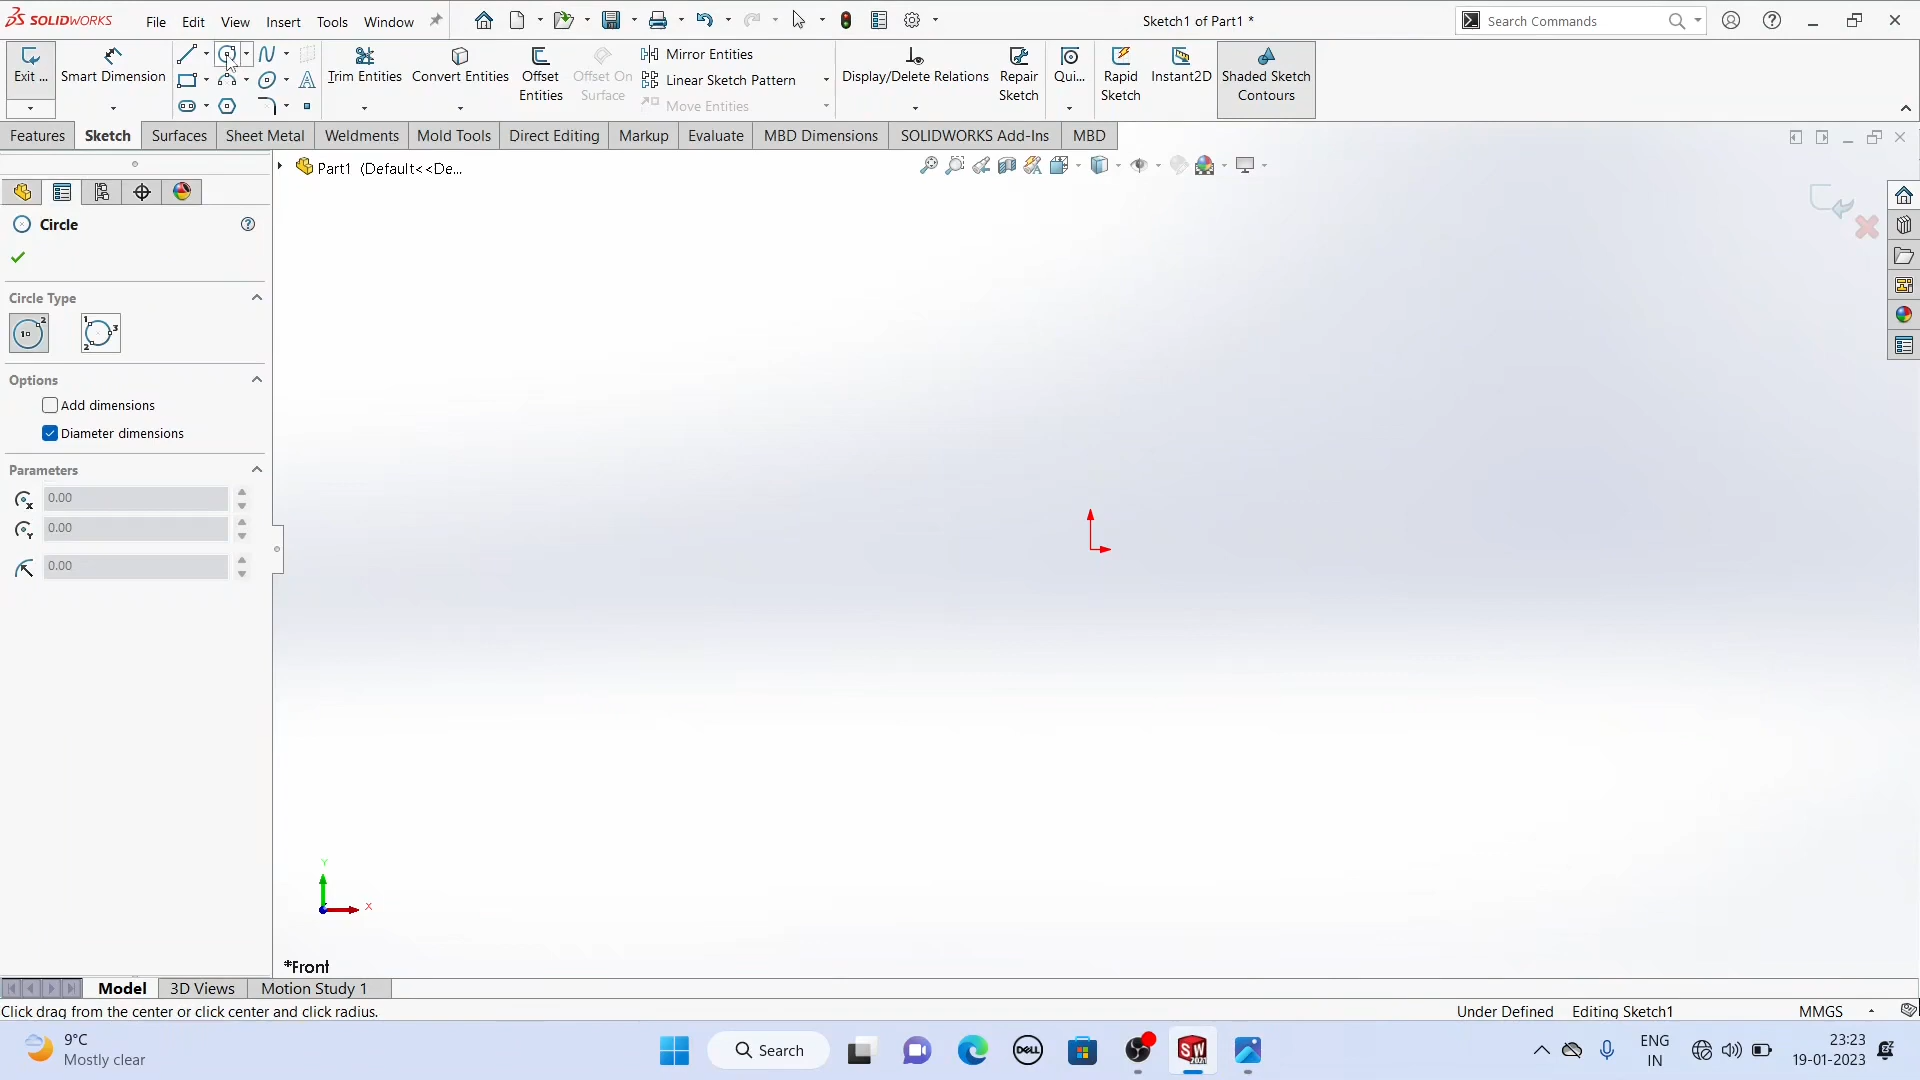 SOLIDWORKS File Edit View Insert Tools Window Sketch1 of Part1 * Search Commands
Exit ... Smart Dimension Trim Entities Convert Entities Offset Entities Offset On Surface Mirror Entities
Linear Sketch Pattern
Move Entities
Display/Delete Relations Repair Sketch Qui... Rapid Sketch Instant2D Shaded Sketch Contours
Features Sketch Surfaces Sheet Metal Weldments Mold Tools Direct Editing Markup Evaluate MBD Dimensions SOLIDWORKS Add-Ins MBD
Part1 (Default<<De...
Circle
Circle Type
Options
Add dimensions
Diameter dimensions
Parameters
0.00
0.00
0.00
Y
X
*Front
Model 3D Views Motion Study 1
Click drag from the center or click center and click radius. Under Defined Editing Sketch1 MMGS
9°C
Mostly clear
Search
DELL
SW
2021
ENG
IN
23:23
19-01-2023